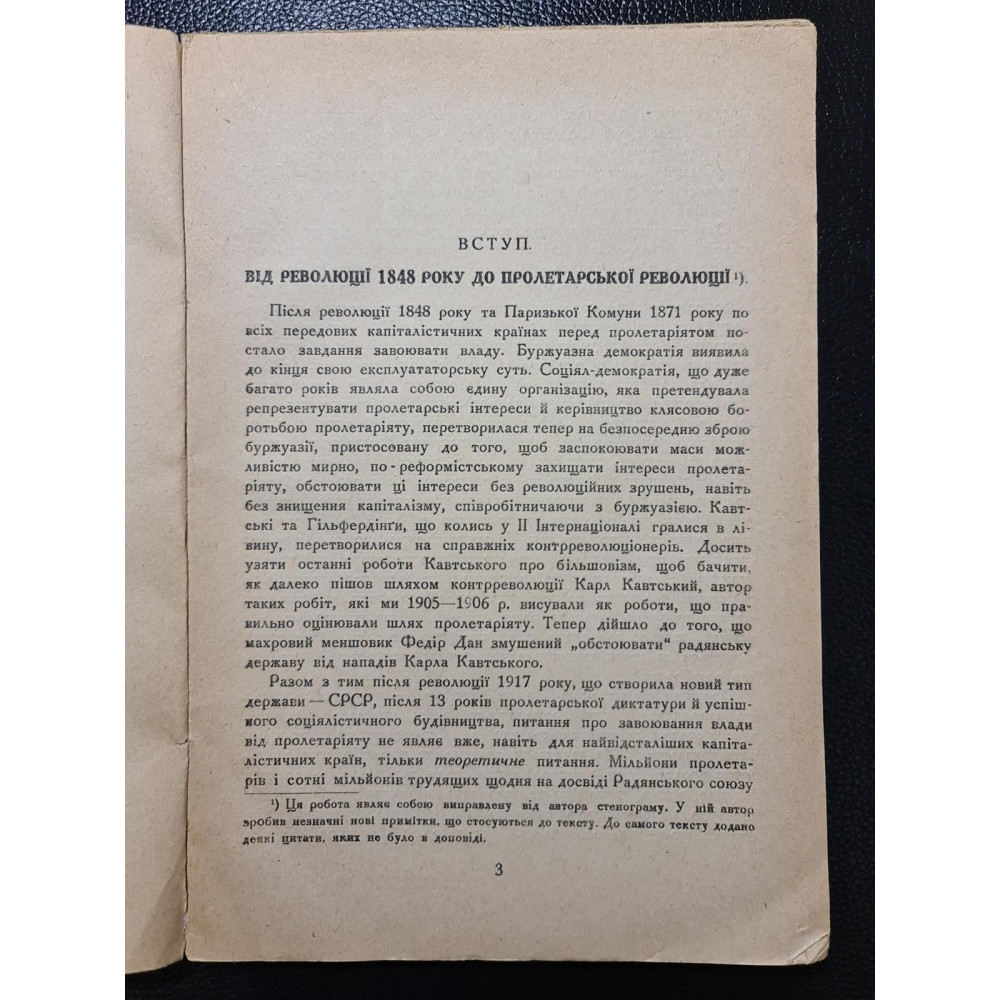 ВСТУП.
ВІД РЕВОЛЮЦІЇ 1848 РОКУ ДО ПРОЛЕТАРСЬКОЇ РЕВОЛЮЦІЇ ¹).
Після революції 1848 року та Паризької Комуни 1871 року по
всіх передових капіталістичних країнах перед пролетаріятом по-
стало завдання завоювати владу. Буржуазна демократія виявила
до кінця свою експлуататорську суть. Соціял-демократія, що дуже
багато років являла собою єдину організацію, яка претендувала
репрезентувати пролетарські інтереси й керівництво клясовою бо-
ротьбою пролетаріяту, перетворилася тепер на безпосередню зброю
буржуазії, пристосовану до того, щоб заспокоювати маси мож-
ливістю мирно, по-реформістському захищати інтереси пролета-
ріяту, обстоювати ці інтереси без революційних зрушень, навіть
без знищення капіталізму, співробітничаючи з буржуазією. Кавт-
ські та Гільфердінґи, що колись у II Інтернаціоналі гралися в лі-
вину, перетворилися на справжніх контрреволюціонерів. Досить
узяти останні роботи Кавтського про більшовізм, щоб бачити,
як далеко пішов шляхом контрреволюції Карл Кавтський, автор
таких робіт, які ми 1905—1906 р. висували як роботи, що пра-
вильно оцінювали шлях пролетаріяту. Тепер дійшло до того, що
махровий меншовик Федір Дан змушений „обстоювати“ радянську
державу від нападів Карла Кавтського.
Разом з тим після революції 1917 року, що створила новий тип
держави — СРСР, після 13 років пролетарської диктатури й успіш-
ного соціялістичного будівництва, питання про завоювання влади
від пролетаріяту не являє вже, навіть для найвідсталіших капіта-
лістичних країн, тільки теоретичне питання. Мільйони пролета-
рів і сотні мільйонів трудящих щодня на досвіді Радянського союзу
¹) Ця робота являє собою виправлену від автора стенограму. У ній автор
зробив незначні нові примітки, що стосуються до тексту. До самого тексту додано
деякі цитати, яких не було в доповіді.
3